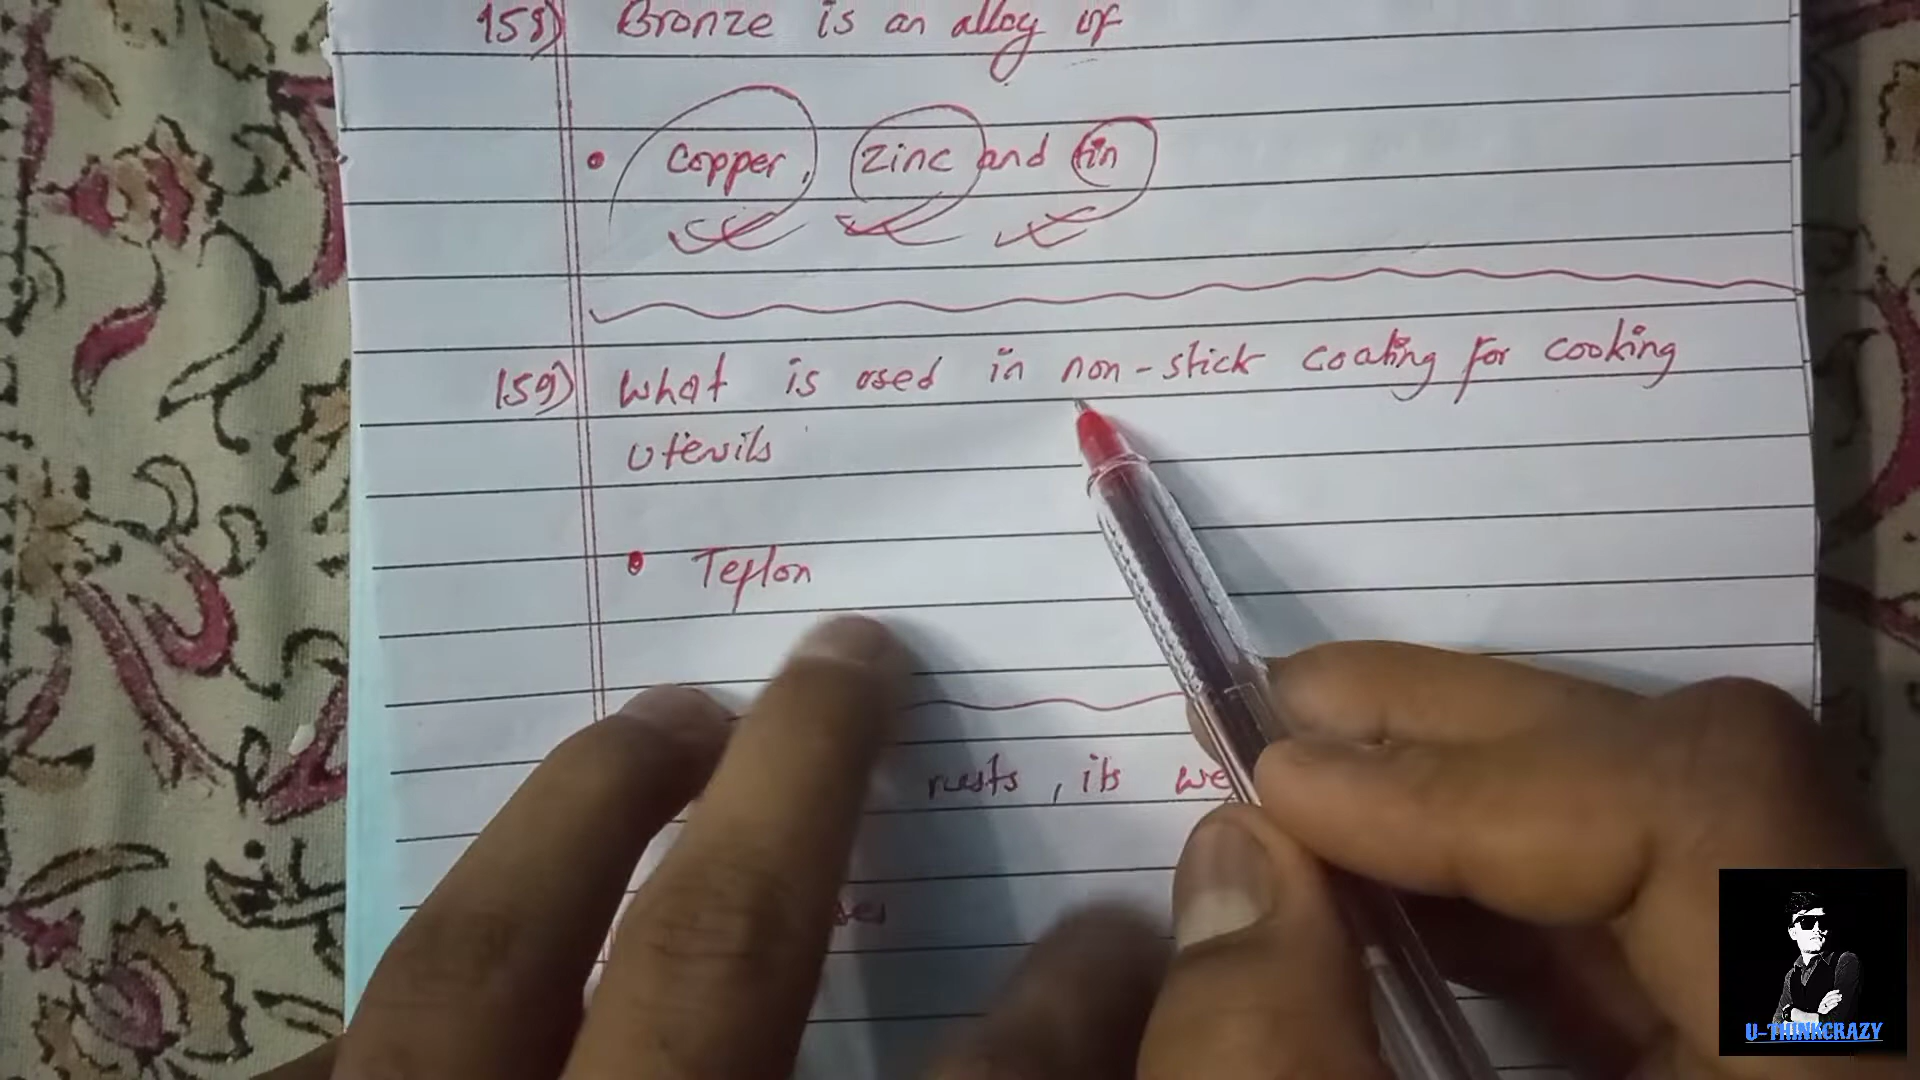 158) Bronze is an alloy of
• Copper, Zinc and tin
159) What is used in non-stick coating for cooking
utevils
• Teflon
rusts, its we
U-THINKCRAZY